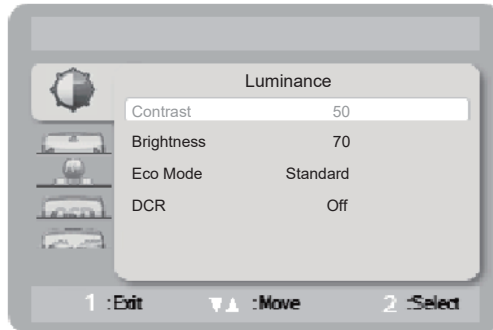 Luminance
Contrast 50
Brightness 70
Eco Mode Standard
DCR Off
1 :Exit ▼▲ :Move 2 :Select